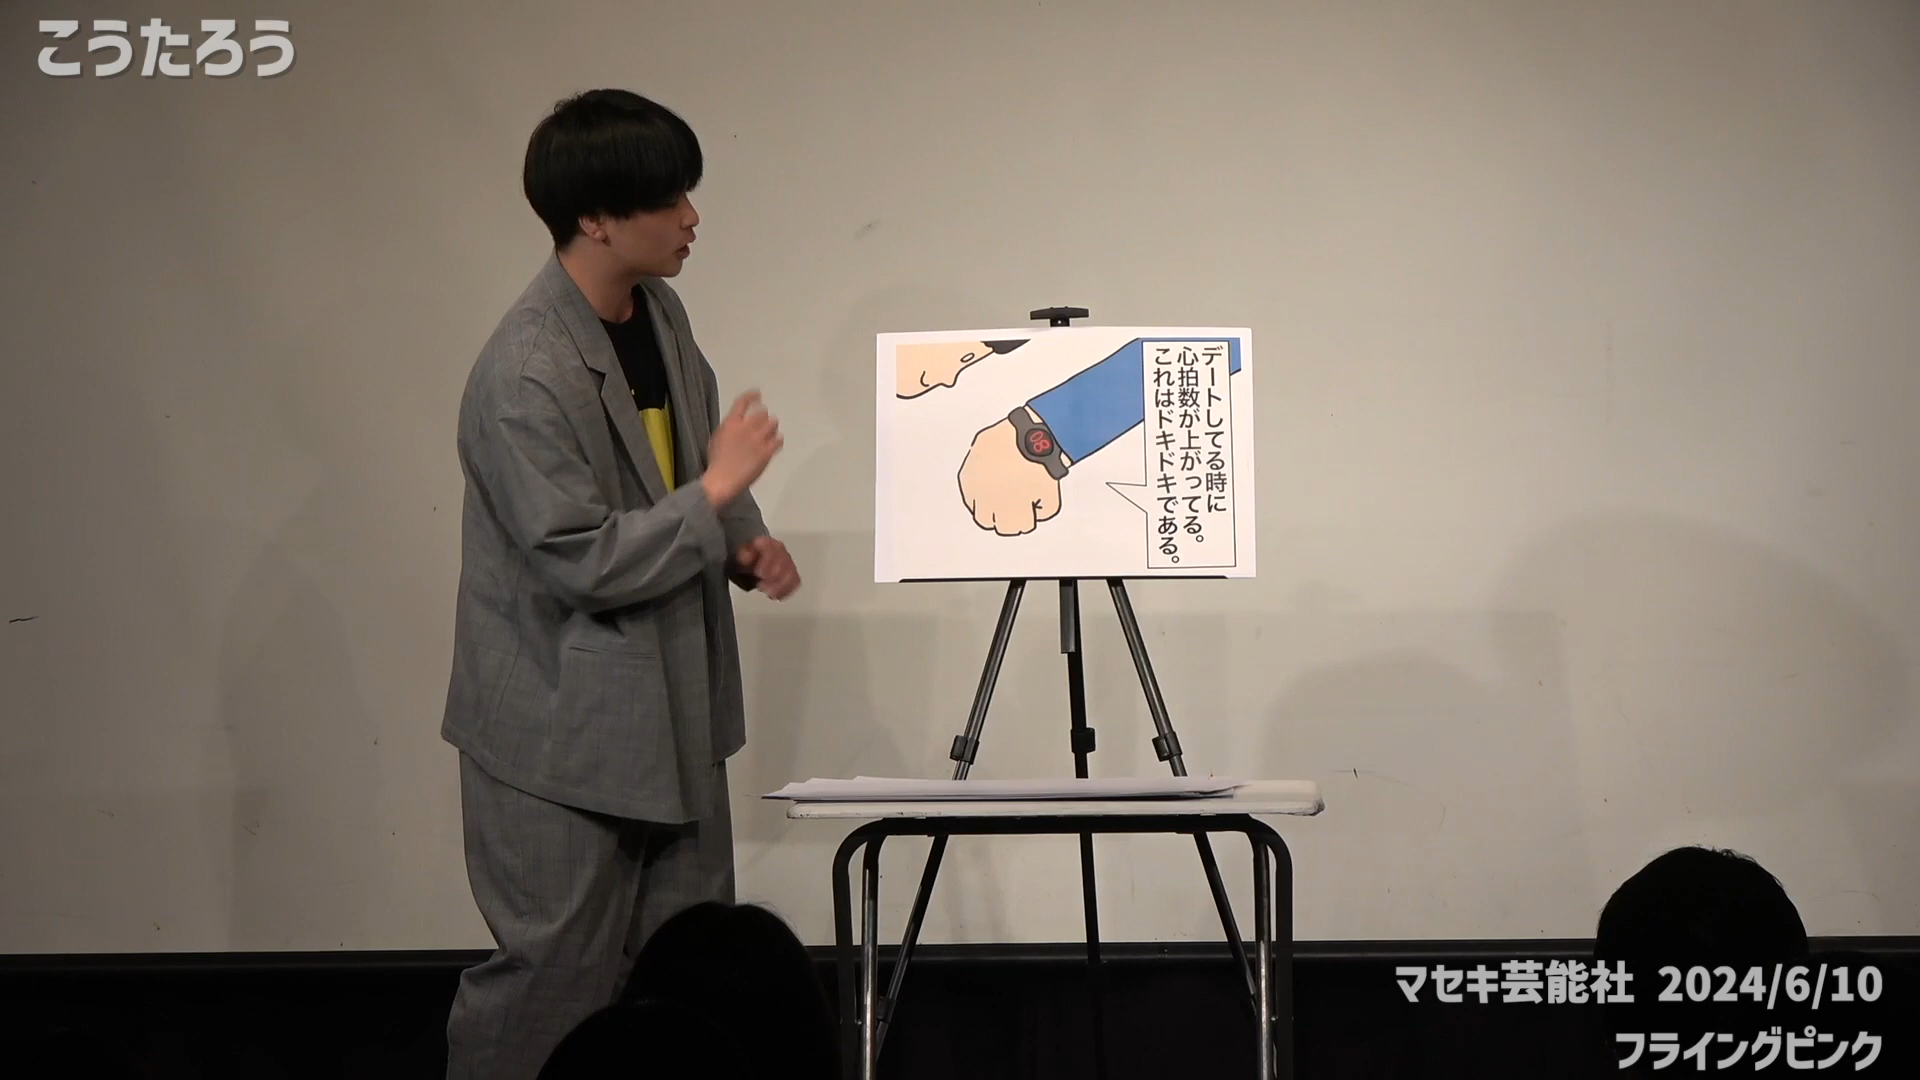 こうたろう
デートしてる時に
心拍数が上がってる。
これはドキドキである。
80
マセキ芸能社 2024/6/10
フライングピンク